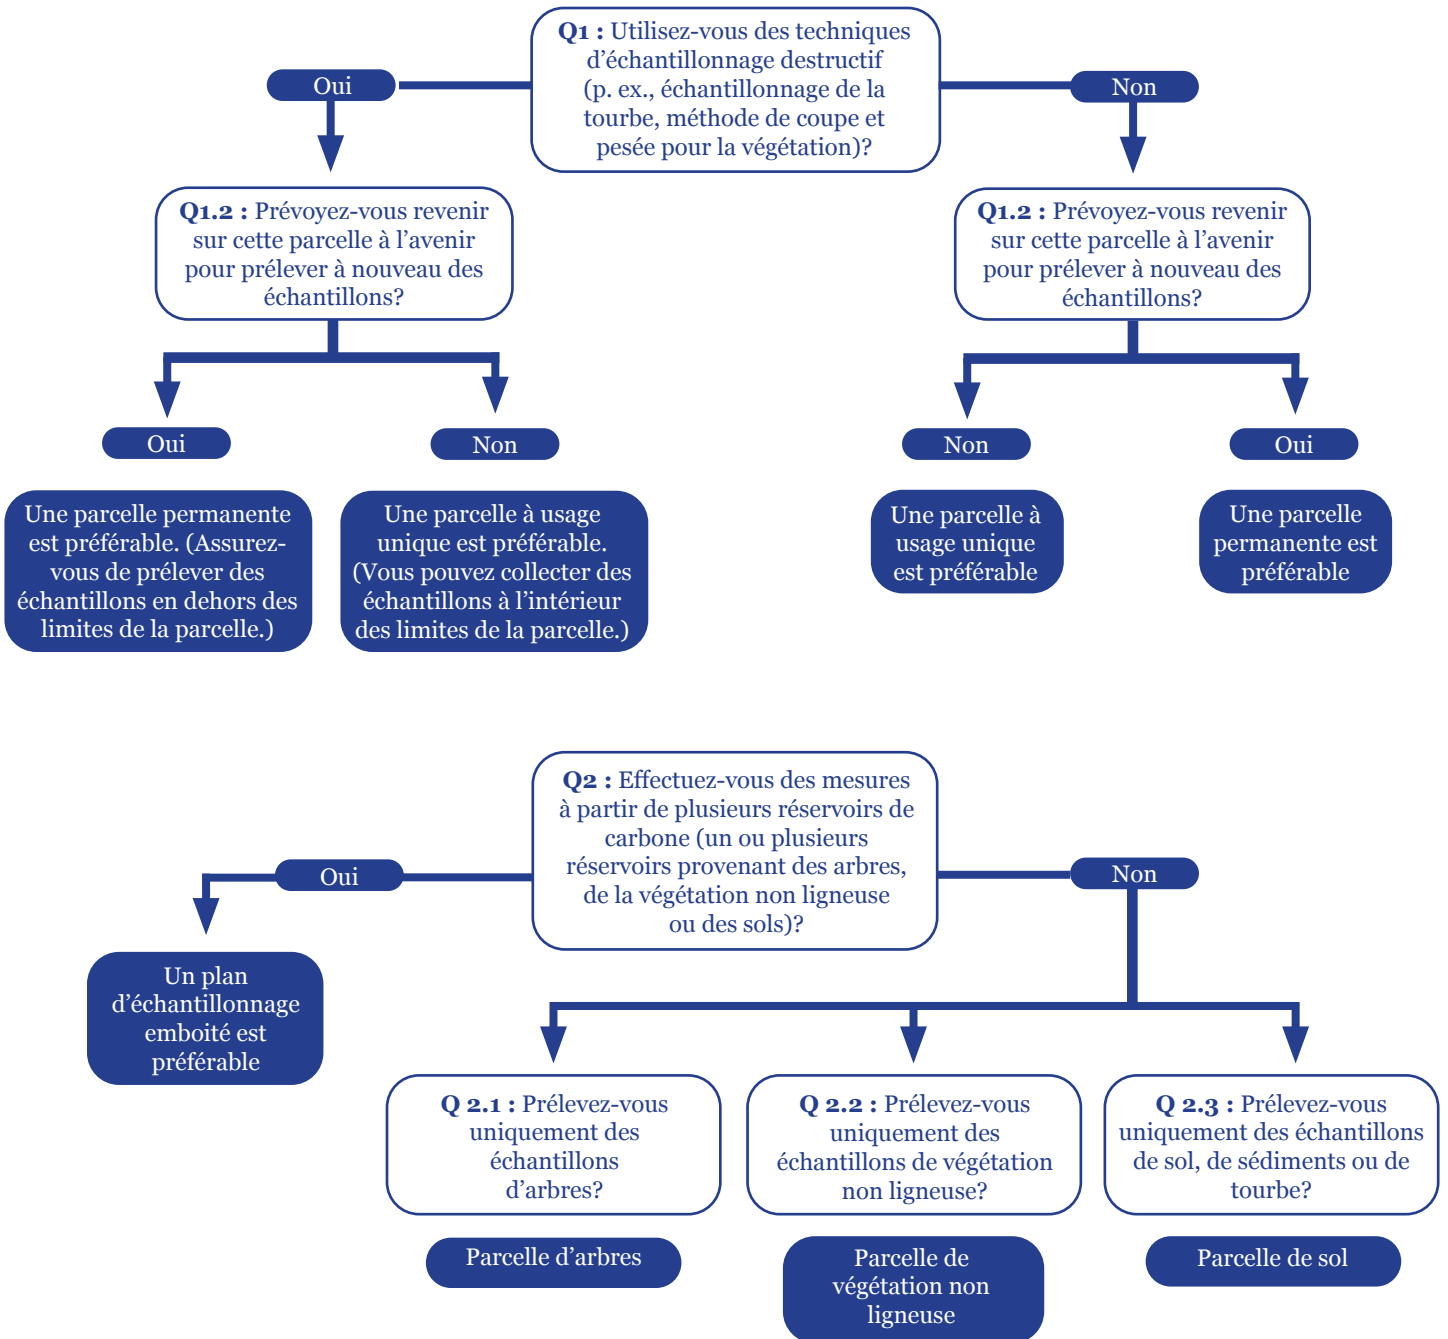 Q1 : Utilisez-vous des techniques
d’échantillonnage destructif
(p. ex., échantillonnage de la
tourbe, méthode de coupe et
pesée pour la végétation)?
Oui
Non
Q1.2 : Prévoyez-vous revenir
sur cette parcelle à l’avenir
pour prélever à nouveau des
échantillons?
Q1.2 : Prévoyez-vous revenir
sur cette parcelle à l’avenir
pour prélever à nouveau des
échantillons?
Oui
Non
Non
Oui
Une parcelle permanente
est préférable. (Assurez-
vous de prélever des
échantillons en dehors des
limites de la parcelle.)
Une parcelle à usage
unique est préférable.
(Vous pouvez collecter des
échantillons à l’intérieur
des limites de la parcelle.)
Une parcelle à
usage unique
est préférable
Une parcelle
permanente est
préférable
Q2 : Effectuez-vous des mesures
à partir de plusieurs réservoirs de
carbone (un ou plusieurs
réservoirs provenant des arbres,
de la végétation non ligneuse
ou des sols)?
Oui
Non
Un plan
d’échantillonnage
emboité est
préférable
Q 2.1 : Prélevez-vous
uniquement des
échantillons
d’arbres?
Q 2.2 : Prélevez-vous
uniquement des
échantillons de végétation
non ligneuse?
Q 2.3 : Prélevez-vous
uniquement des échantillons
de sol, de sédiments ou de
tourbe?
Parcelle d’arbres
Parcelle de
végétation non
ligneuse
Parcelle de sol